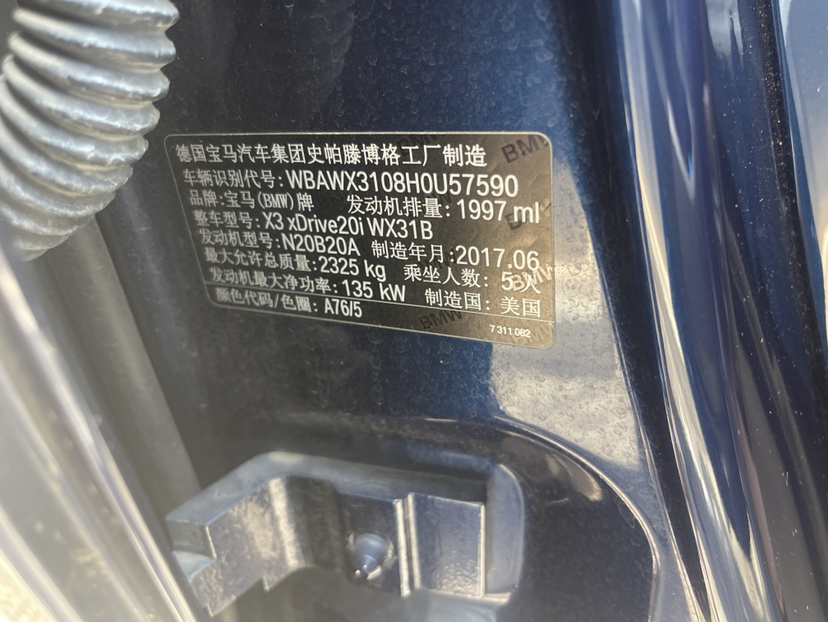 德国宝马汽车集团史帕滕博格工厂制造
车辆识别代号: WBAWX3108H0U57590
品牌: 宝马(BMW)牌 发动机排量: 1997 ml
整车型号: X3 xDrive20i WX31B
发动机型号: N20B20A 制造年月: 2017.06
最大允许总质量: 2325 kg 乘坐人数: 5人
发动机最大净功率: 135 kW 制造国: 美国
颜色代码/色圈: A76/5
7 311 082
BMW
BMW
BMW